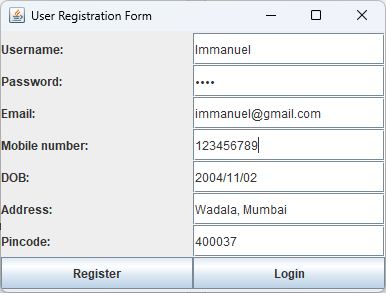 User Registration Form
Username: Immanuel
Password: ••••
Email: immanuel@gmail.com
Mobile number: 123456789
DOB: 2004/11/02
Address: Wadala, Mumbai
Pincode: 400037
Register Login